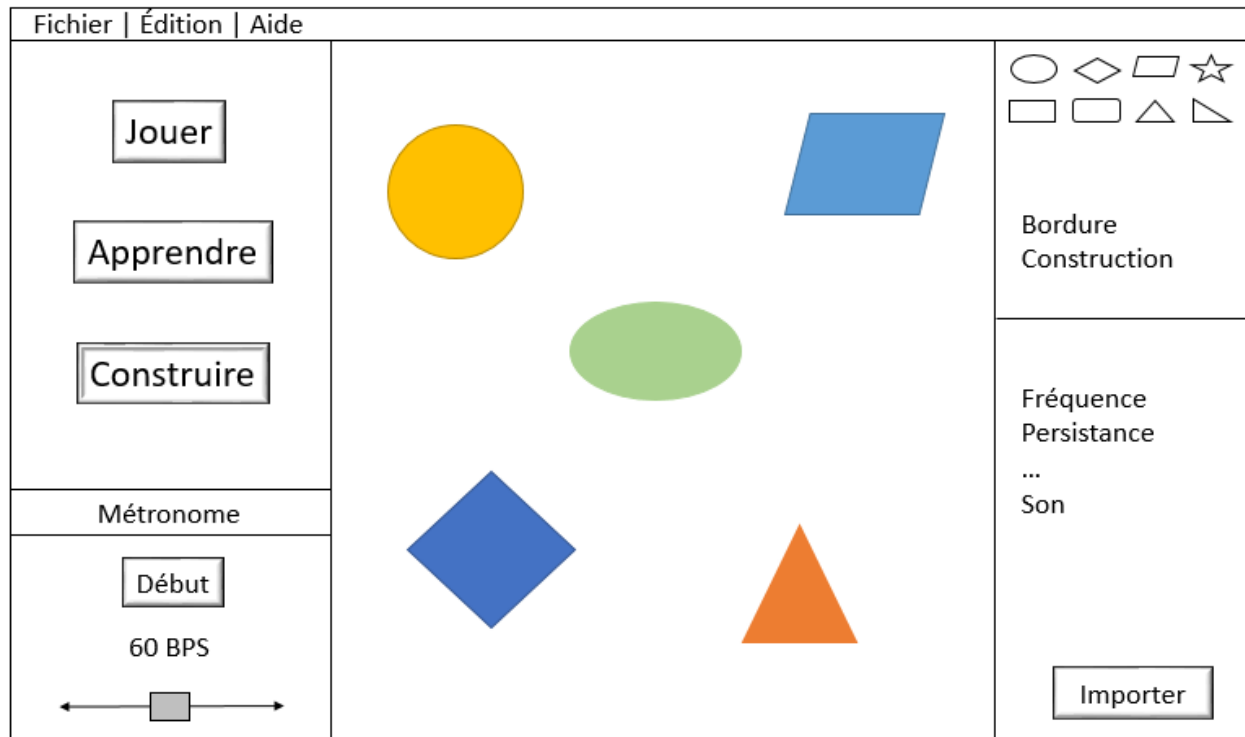 Fichier | Édition | Aide
Jouer
Apprendre
Construire
Métronome
Début
60 BPS
Bordure
Construction
Fréquence
Persistance
...
Son
Importer